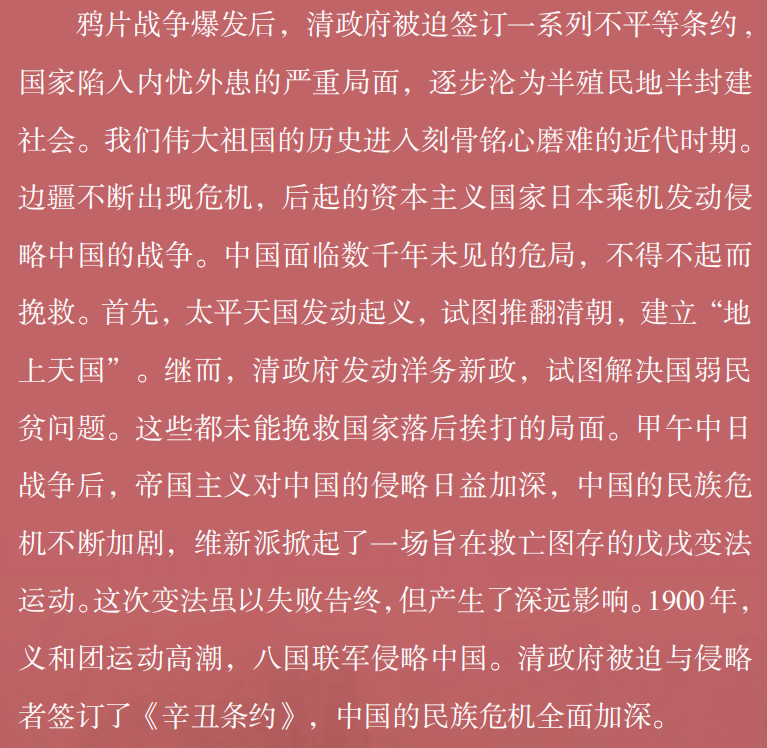 鸦片战争爆发后，清政府被迫签订一系列不平等条约，
国家陷入内忧外患的严重局面，逐步沦为半殖民地半封建
社会。我们伟大祖国的历史进入刻骨铭心磨难的近代时期。
边疆不断出现危机，后起的资本主义国家日本乘机发动侵
略中国的战争。中国面临数千年未见的危局，不得不起而
挽救。首先，太平天国发动起义，试图推翻清朝，建立“地
上天国”。继而，清政府发动洋务新政，试图解决国弱民
贫问题。这些都未能挽救国家落后挨打的局面。甲午中日
战争后，帝国主义对中国的侵略日益加深，中国的民族危
机不断加剧，维新派掀起了一场旨在救亡图存的戊戌变法
运动。这次变法虽以失败告终，但产生了深远影响。1900年，
义和团运动高潮，八国联军侵略中国。清政府被迫与侵略
者签订了《辛丑条约》，中国的民族危机全面加深。